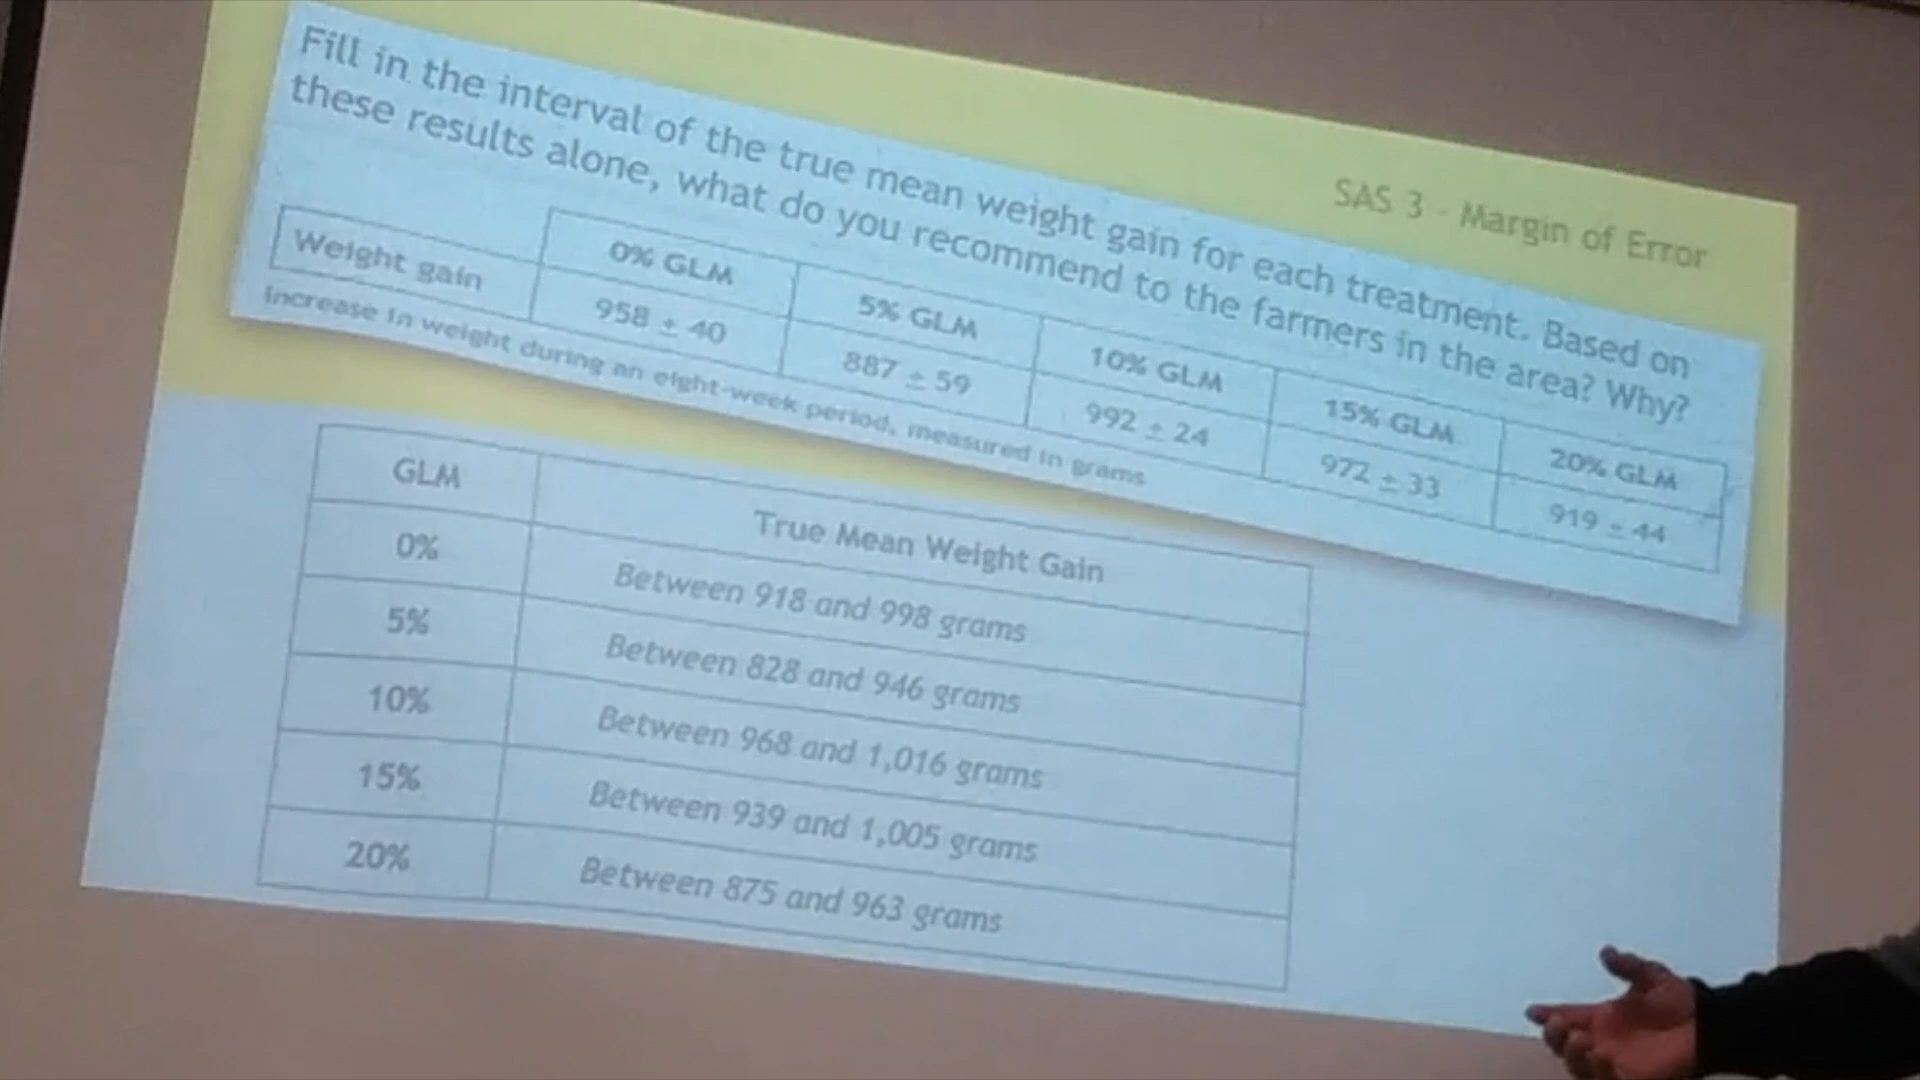 SAS 3 - Margin of Error
Fill in the interval of the true mean weight gain for each treatment. Based on
these results alone, what do you recommend to the farmers in the area? Why?
0% GLM 5% GLM 10% GLM 15% GLM 20% GLM
Weight gain 958 ± 40 887 ± 59 992 ± 24 972 ± 33 919 ± 44
Increase in weight during an eight-week period, measured in grams
GLM True Mean Weight Gain
0% Between 918 and 998 grams
5% Between 828 and 946 grams
10% Between 968 and 1,016 grams
15% Between 939 and 1,005 grams
20% Between 875 and 963 grams